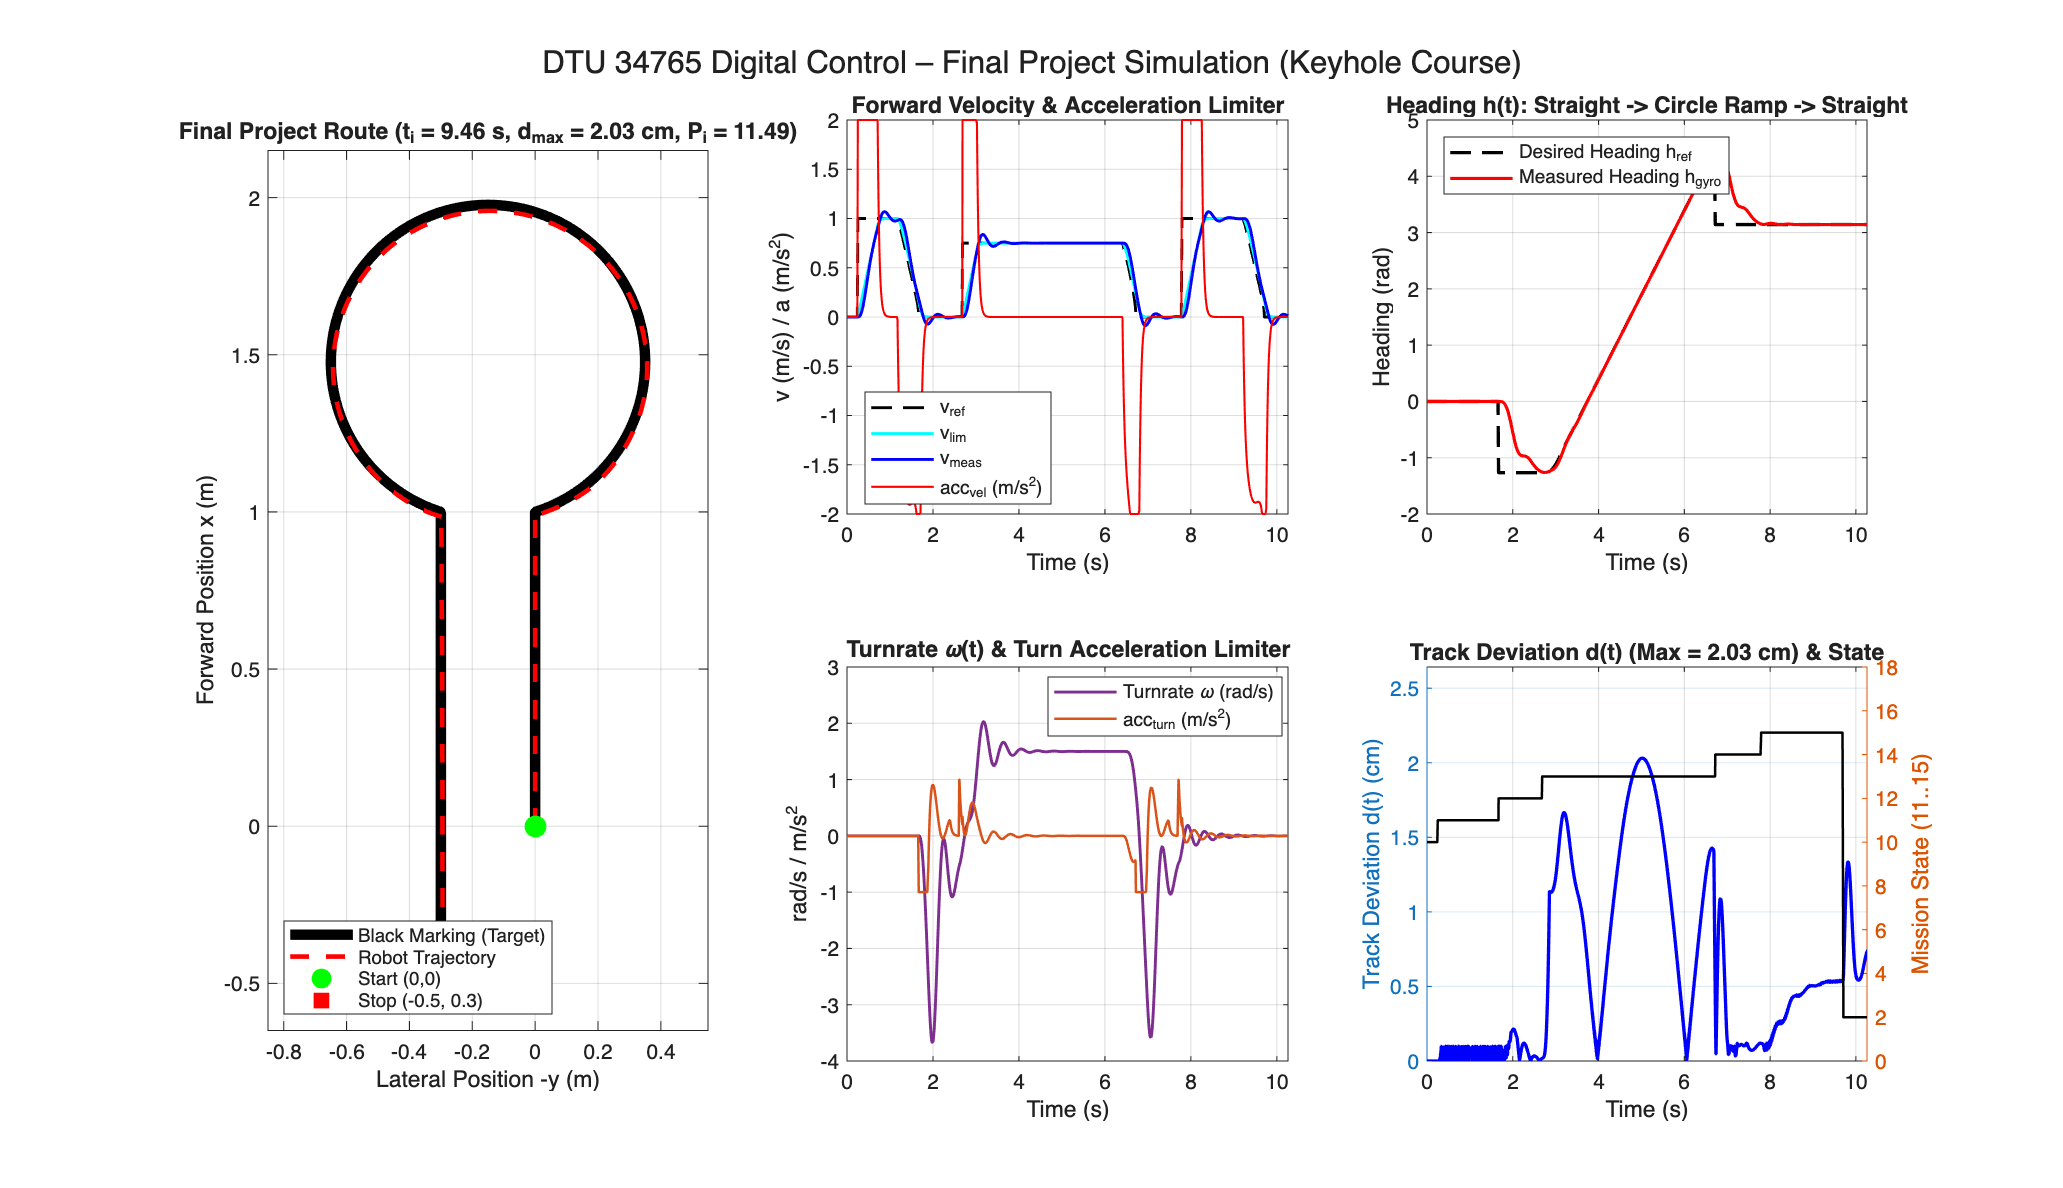 DTU 34765 Digital Control – Final Project Simulation (Keyhole Course)
Final Project Route (ti = 9.46 s, dmax = 2.03 cm, Pi = 11.49)
Forward Position x (m)
2
1.5
1
0.5
0
-0.5
-0.8 -0.6 -0.4 -0.2 0 0.2 0.4
Lateral Position -y (m)
Black Marking (Target)
Robot Trajectory
Start (0,0)
Stop (-0.5, 0.3)
Forward Velocity & Acceleration Limiter
v (m/s) / a (m/s²)
2
1.5
1
0.5
0
-0.5
-1
-1.5
-2
vref
vlim
vmeas
accvel (m/s²)
0 2 4 6 8 10
Time (s)
Heading h(t): Straight -> Circle Ramp -> Straight
Heading (rad)
5
4
3
2
1
0
-1
-2
Desired Heading href
Measured Heading hgyro
0 2 4 6 8 10
Time (s)
Turnrate ω(t) & Turn Acceleration Limiter
rad/s / m/s²
3
2
1
0
-1
-2
-3
-4
Turnrate ω (rad/s)
accturn (m/s²)
0 2 4 6 8 10
Time (s)
Track Deviation d(t) (Max = 2.03 cm) & State
Track Deviation d(t) (cm)
2.5
2
1.5
1
0.5
0
18
16
14
12
10
8
6
4
2
0
Mission State (11..15)
0 2 4 6 8 10
Time (s)